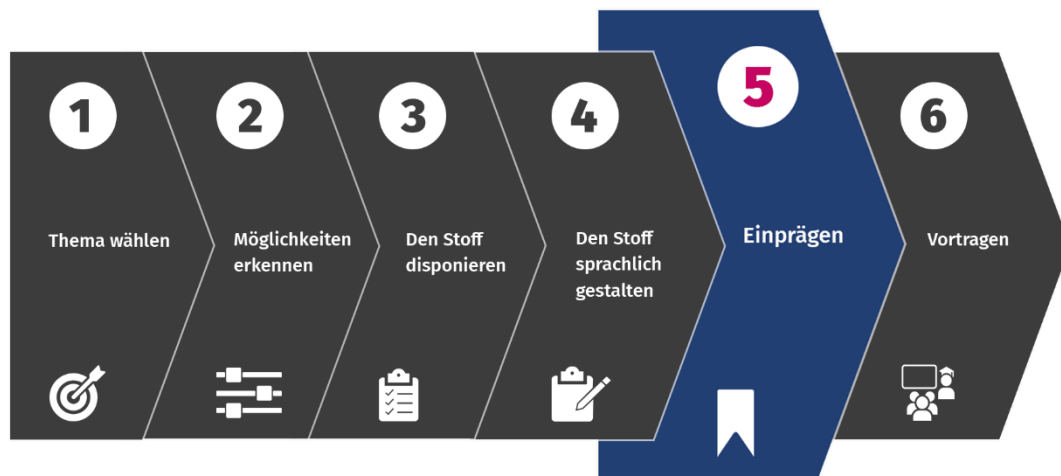 1
Thema wählen
2
Möglichkeiten
erkennen
3
Den Stoff
disponieren
4
Den Stoff
sprachlich
gestalten
5
Einprägen
6
Vortragen